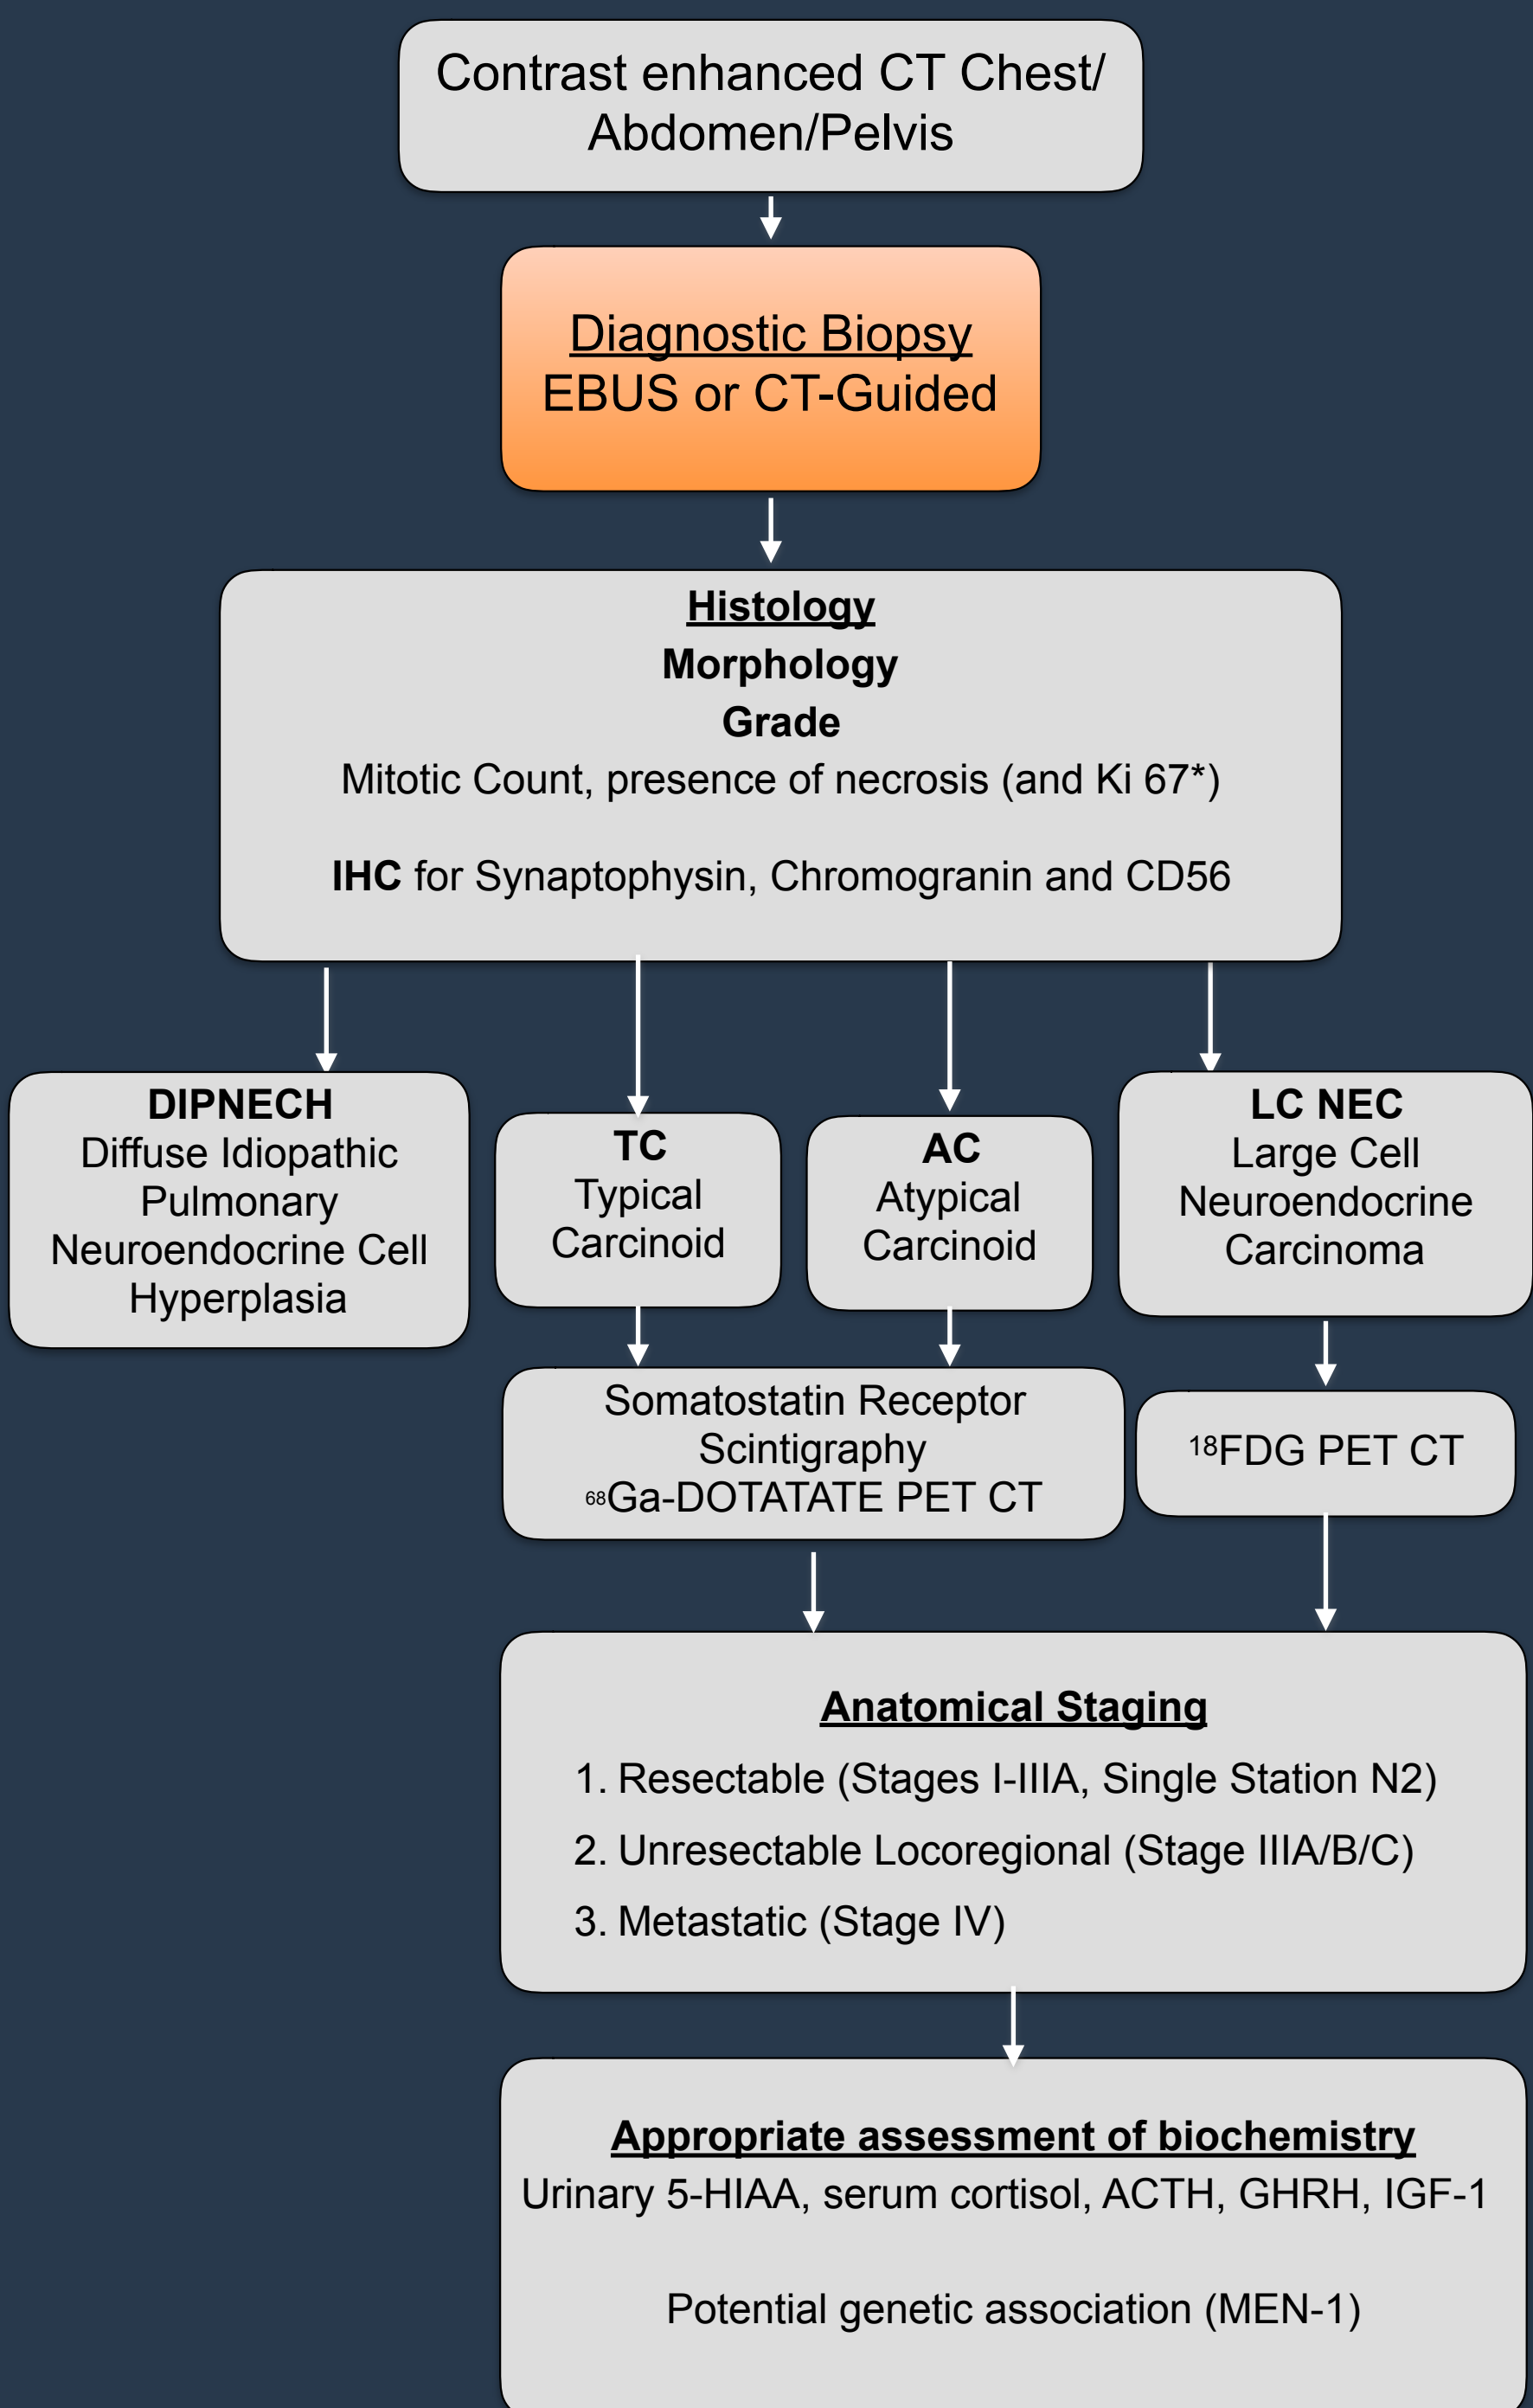 Contrast enhanced CT Chest/
Abdomen/Pelvis
Diagnostic Biopsy
EBUS or CT-Guided
Histology
Morphology
Grade
Mitotic Count, presence of necrosis (and Ki 67*)
IHC for Synaptophysin, Chromogranin and CD56
DIPNECH
Diffuse Idiopathic
Pulmonary
Neuroendocrine Cell
Hyperplasia
TC
Typical
Carcinoid
AC
Atypical
Carcinoid
LC NEC
Large Cell
Neuroendocrine
Carcinoma
Somatostatin Receptor
Scintigraphy
⁶⁸Ga-DOTATATE PET CT
¹⁸FDG PET CT
Anatomical Staging
1. Resectable (Stages I-IIIA, Single Station N2)
2. Unresectable Locoregional (Stage IIIA/B/C)
3. Metastatic (Stage IV)
Appropriate assessment of biochemistry
Urinary 5-HIAA, serum cortisol, ACTH, GHRH, IGF-1
Potential genetic association (MEN-1)